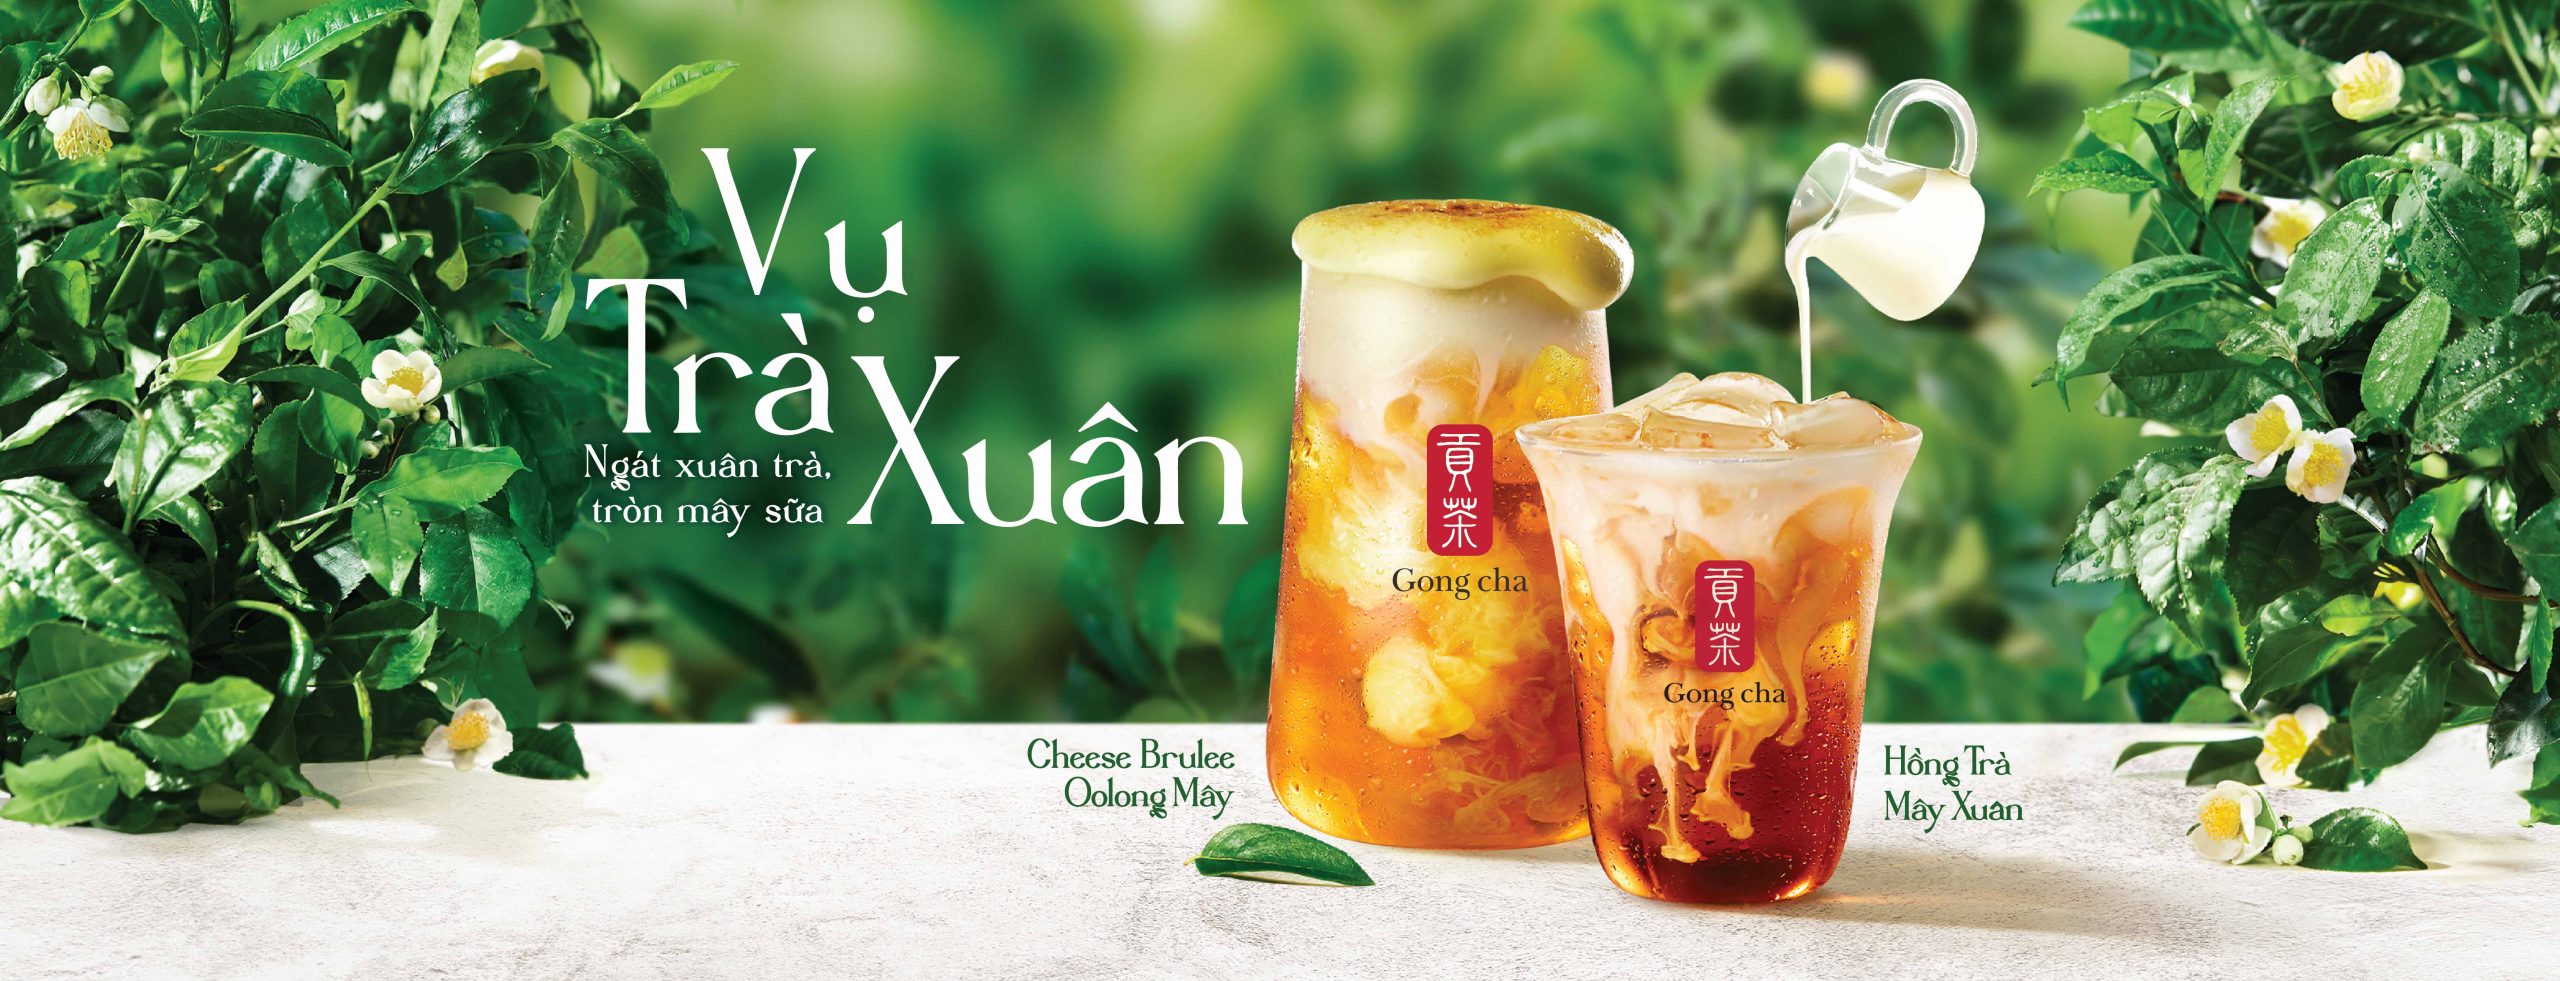 Vụ
Trà Xuân
Ngát xuân trà,
tròn mây sữa
貢茶
Gong cha
貢茶
Gong cha
Cheese Brulee
Oolong Mây
Hồng Trà
Mây Xuân